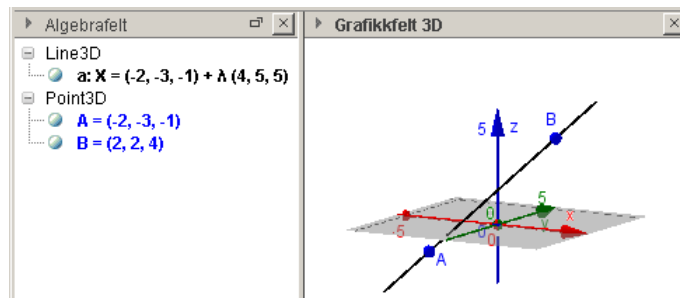 Algebrafelt
Line3D
a: X = (-2, -3, -1) + λ (4, 5, 5)
Point3D
A = (-2, -3, -1)
B = (2, 2, 4)
Grafikkfelt 3D
B
5 z
5
0
x
-5
y
0
0
A